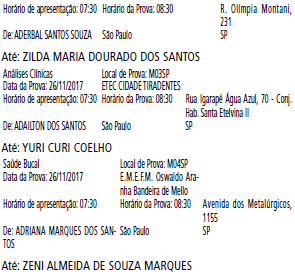 Horário de apresentação: 07:30 Horário da Prova: 08:30 R. Olímpia Montani,
231
De: ADERBAL SANTOS SOUZA São Paulo SP
Até: ZILDA MARIA DOURADO DOS SANTOS
Análises Clínicas Local de Prova: M03SP
Data da Prova: 26/11/2017 ETEC CIDADE TIRADENTES
Horário de apresentação: 07:30 Horário da Prova: 08:30 Rua Igarapé Água Azul, 70 - Conj.
Hab. Santa Etelvina II
De: ADAILTON DOS SANTOS São Paulo SP
Até: YURI CURI COELHO
Saúde Bucal Local de Prova: M04SP
Data da Prova: 26/11/2017 E.M.E.F.M. Oswaldo Ara-
nha Bandeira de Mello
Horário de apresentação: 07:30 Horário da Prova: 08:30 Avenida dos Metalúrgicos,
1155
De: ADRIANA MARQUES DOS SAN- São Paulo SP
TOS
Até: ZENI ALMEIDA DE SOUZA MARQUES